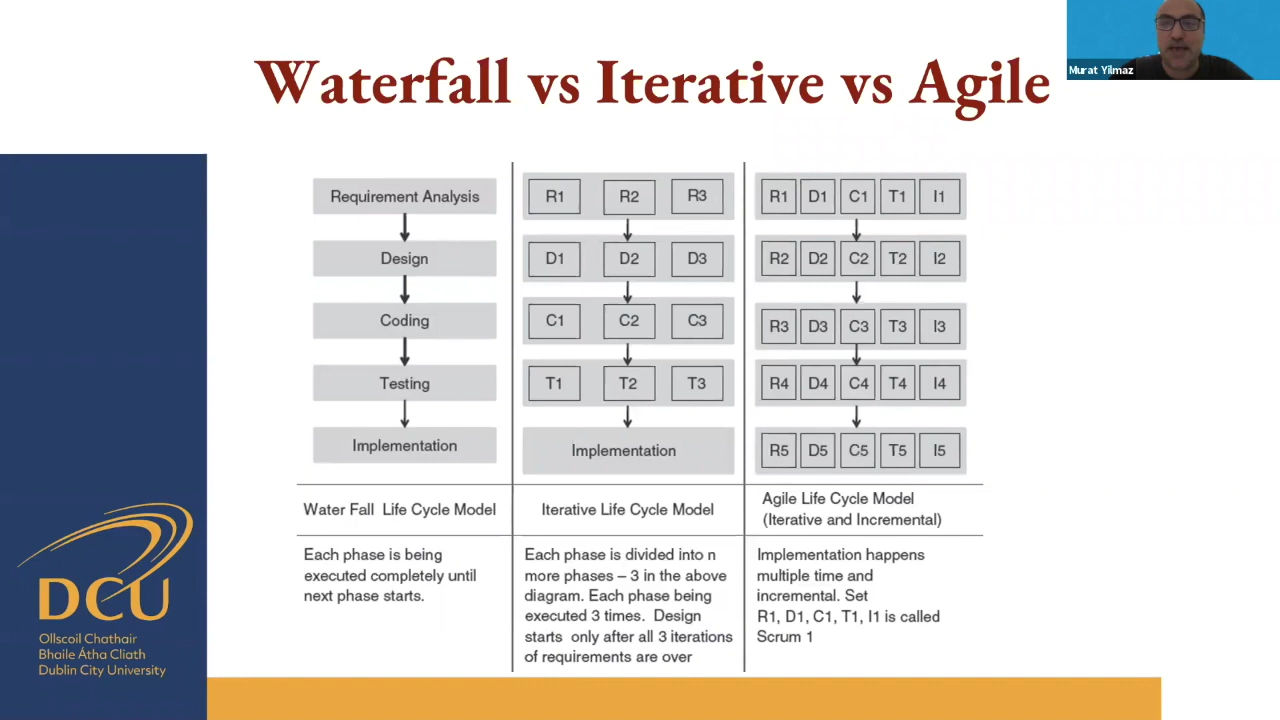 Murat Yilmaz
Waterfall vs Iterative vs Agile
Requirement Analysis
Design
Coding
Testing
Implementation
Water Fall Life Cycle Model
Each phase is being
executed completely until
next phase starts.
R1 R2 R3
D1 D2 D3
C1 C2 C3
T1 T2 T3
Implementation
Iterative Life Cycle Model
Each phase is divided into n
more phases – 3 in the above
diagram. Each phase being
executed 3 times. Design
starts only after all 3 iterations
of requirements are over
R1 D1 C1 T1 I1
R2 D2 C2 T2 I2
R3 D3 C3 T3 I3
R4 D4 C4 T4 I4
R5 D5 C5 T5 I5
Agile Life Cycle Model
(Iterative and Incremental)
Implementation happens
multiple time and
incremental. Set
R1, D1, C1, T1, I1 is called
Scrum 1
DCU
Ollscoil Chathair
Bhaile Átha Cliath
Dublin City University